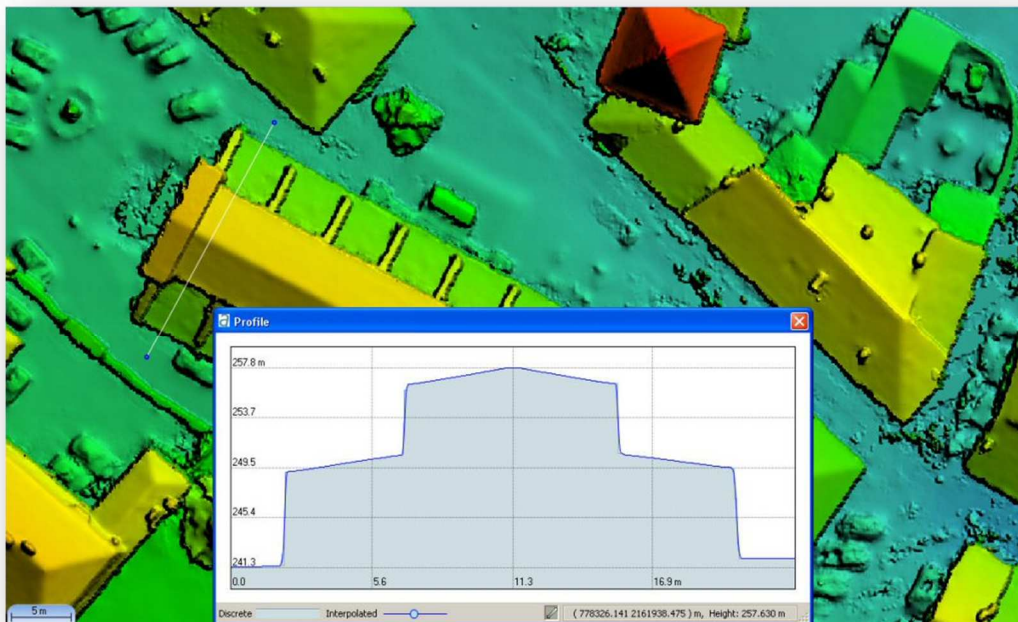 Profile
257.8 m
253.7
249.5
245.4
241.3
0.0 5.6 11.3 16.9 m
5 m
Discrete Interpolated ( 778326.141 2161938.475 ) m, Height: 257.630 m